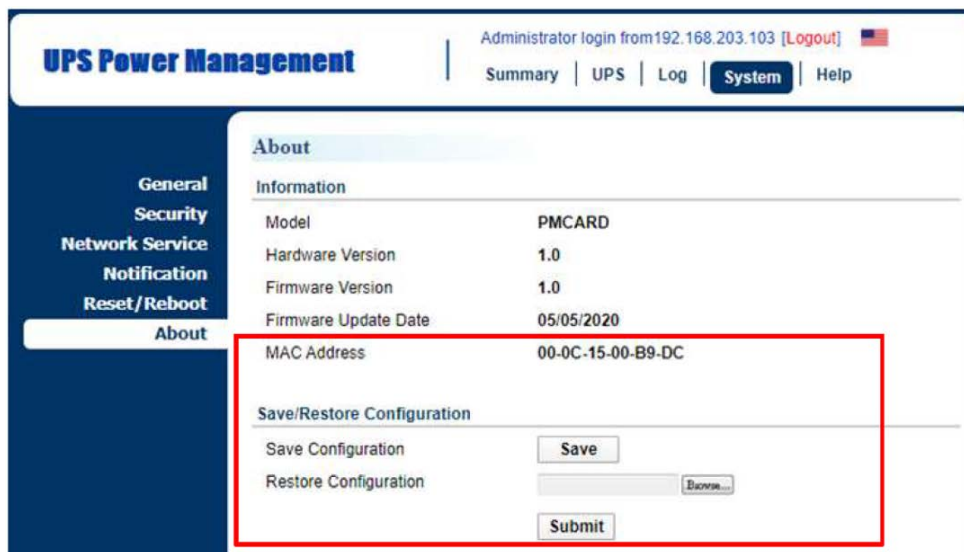 UPS Power Management
Administrator login from192.168.203.103 [Logout]
Summary | UPS | Log | System | Help
General
Security
Network Service
Notification
Reset/Reboot
About
About
Information
Model PMCARD
Hardware Version 1.0
Firmware Version 1.0
Firmware Update Date 05/05/2020
MAC Address 00-0C-15-00-B9-DC
Save/Restore Configuration
Save Configuration Save
Restore Configuration Browse...
Submit